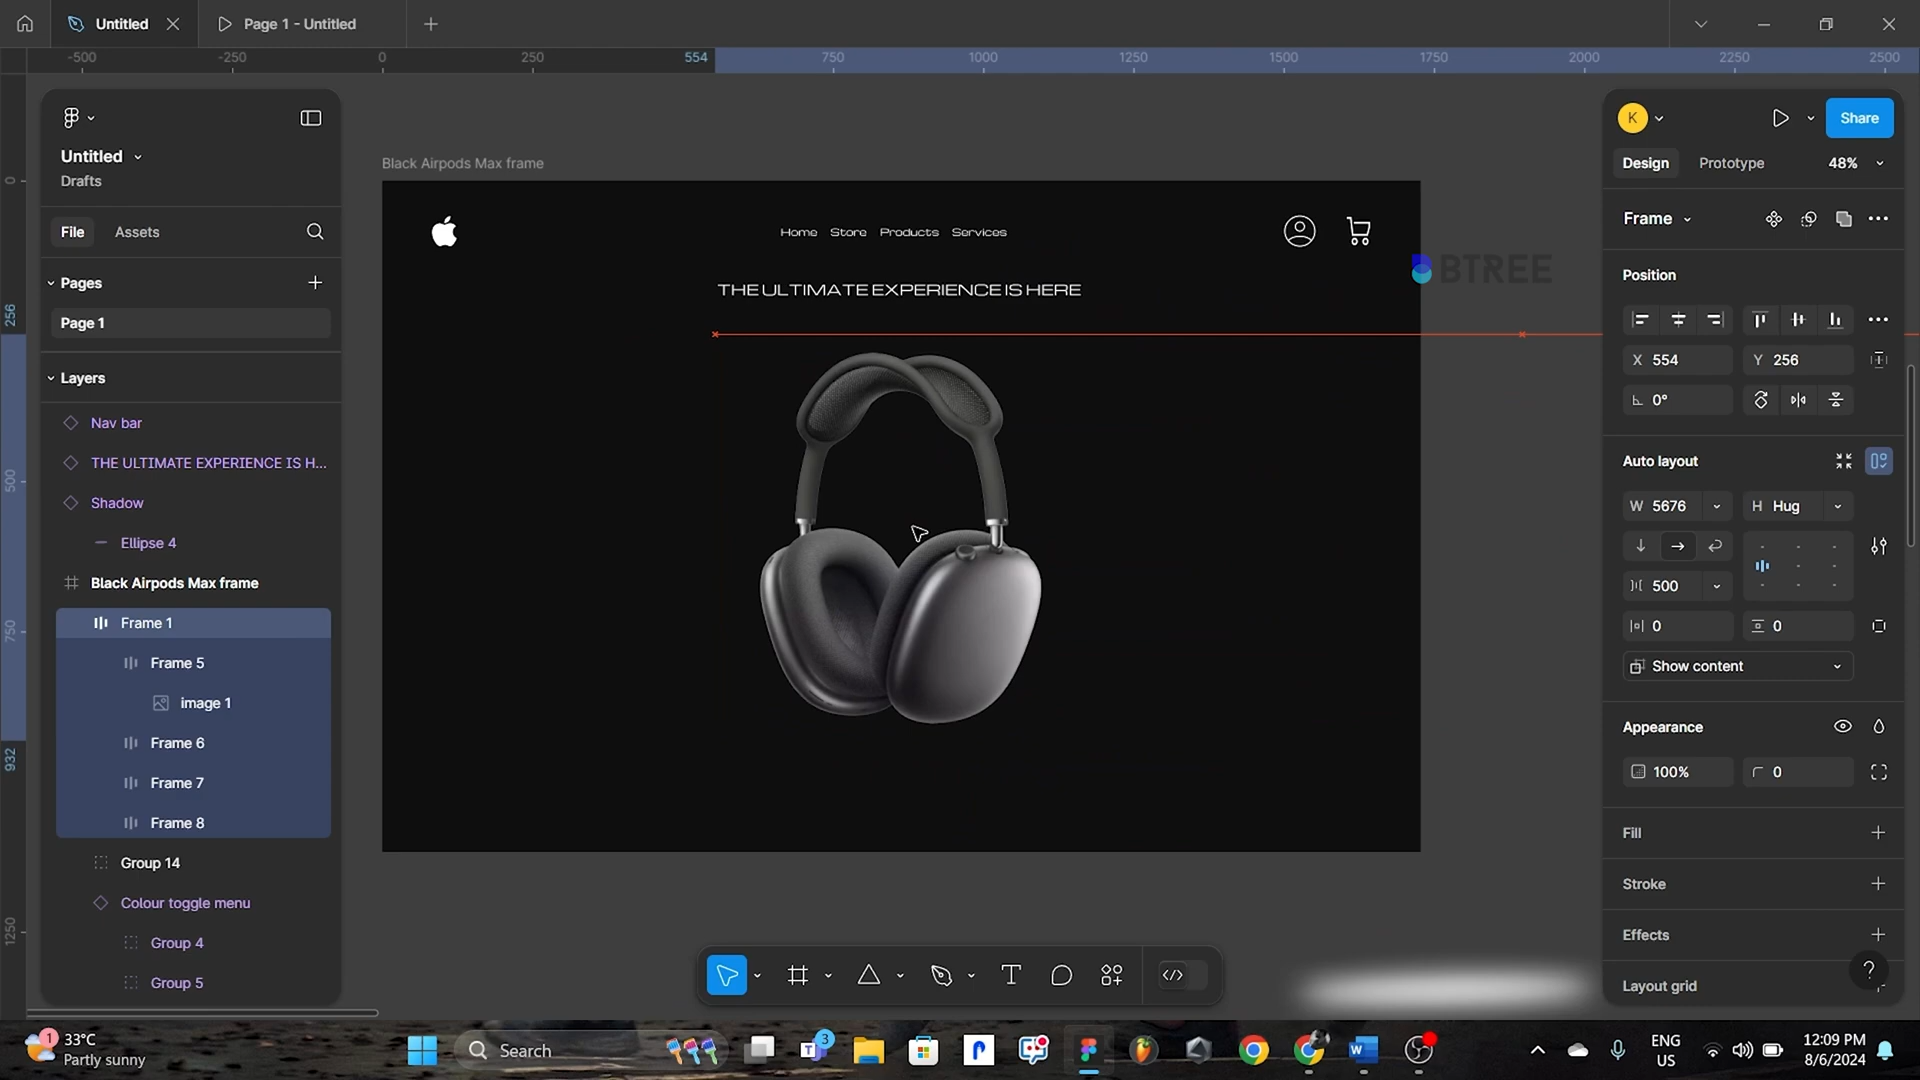 Untitled
Page 1 - Untitled
-500
-250
0
250
554
750
1000
1250
1500
1750
2000
2250
2500
Untitled
Drafts
File
Assets
Pages
Page 1
Layers
Nav bar
THE ULTIMATE EXPERIENCE IS H...
Shadow
Ellipse 4
Black Airpods Max frame
Frame 1
Frame 5
image 1
Frame 6
Frame 7
Frame 8
Group 14
Colour toggle menu
Group 4
Group 5
0
256
500
750
932
1250
Black Airpods Max frame
Home Store Products Services
THE ULTIMATE EXPERIENCE IS HERE
BTREE
K
Share
Design
Prototype
48%
Frame
Position
X 554
Y 256
0°
Auto layout
W 5676
H Hug
500
0
0
Show content
Appearance
100%
0
Fill
Stroke
Effects
Layout grid
?
1
33°C
Partly sunny
Search
3
ENG
US
12:09 PM
8/6/2024